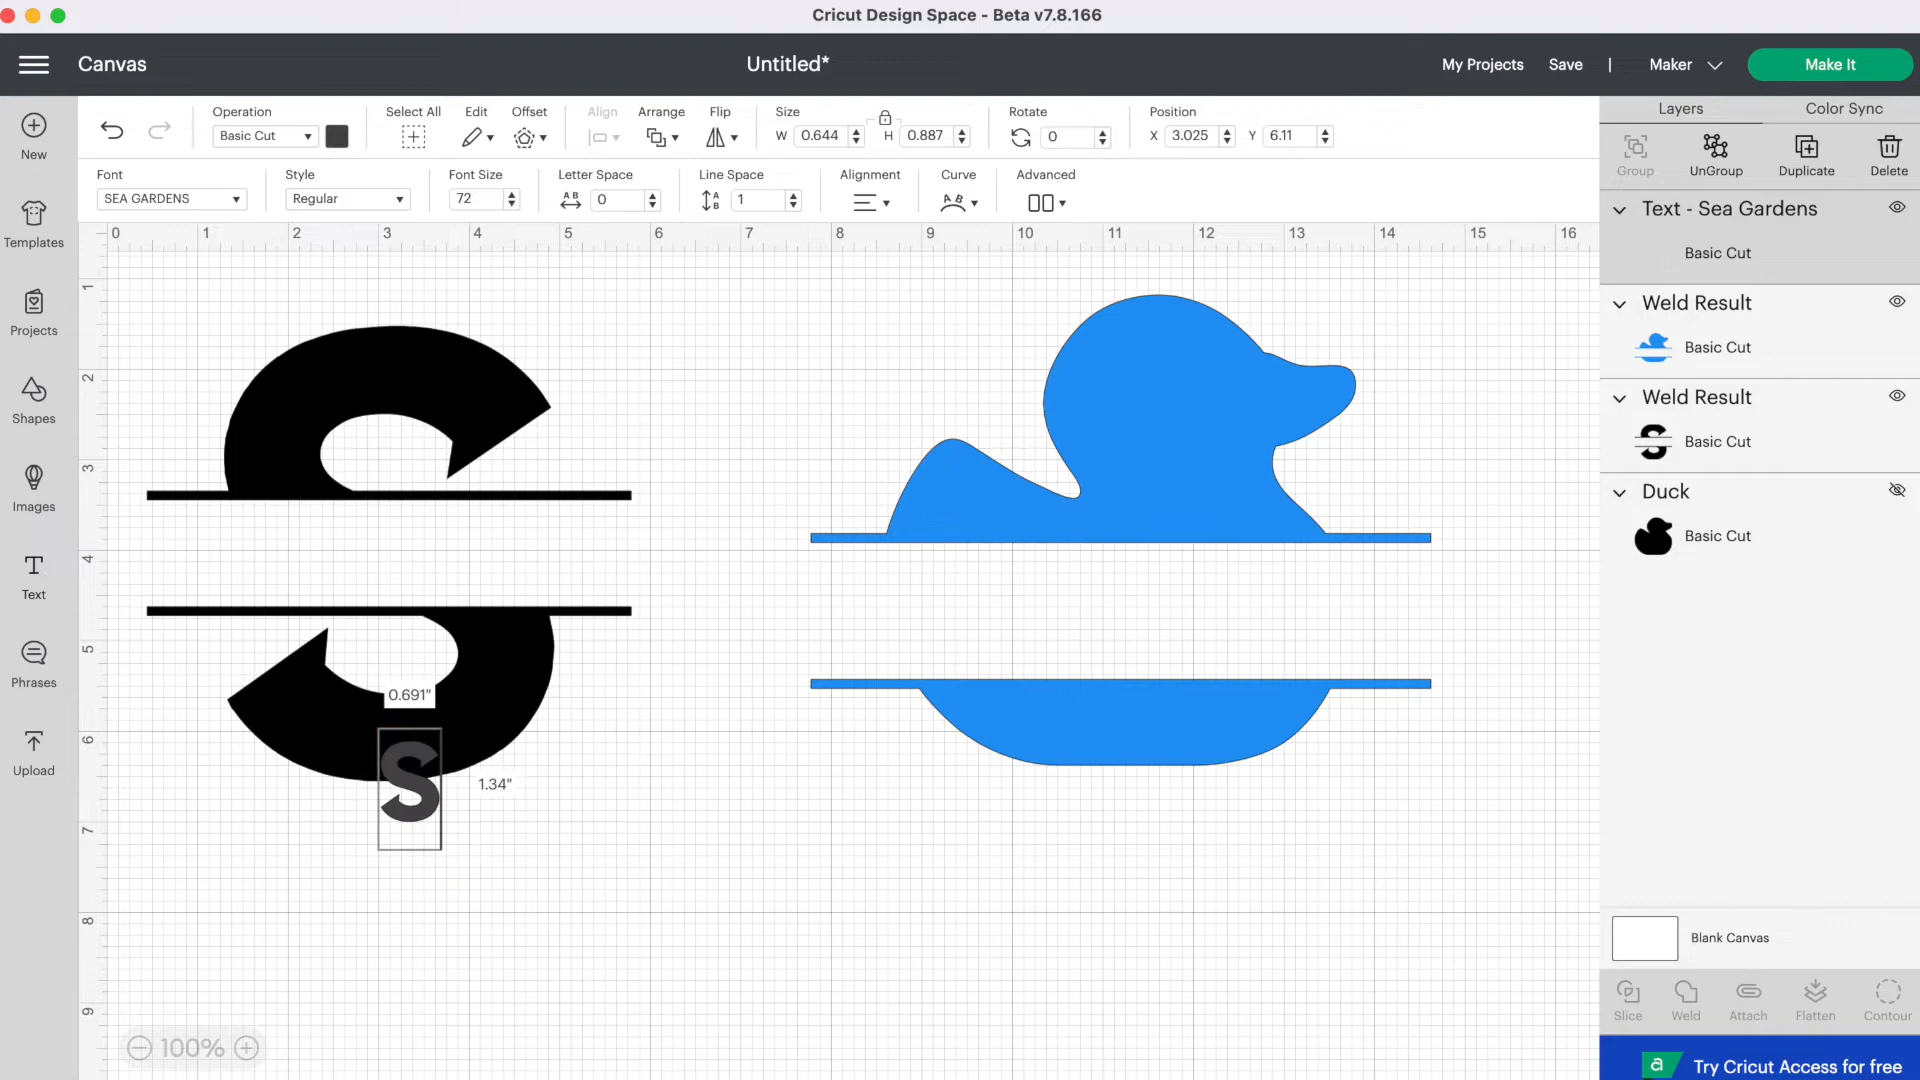 Cricut Design Space - Beta v7.8.166
Canvas
Untitled*
My Projects
Save
|
Maker
Make It
New
Templates
Projects
Shapes
Images
Text
Phrases
Upload
Operation
Basic Cut
Select All
Edit
Offset
Align
Arrange
Flip
Size
W 0.644
H 0.887
Rotate
0
Position
X 3.025
Y 6.11
Font
SEA GARDENS
Style
Regular
Font Size
72
Letter Space
A B
0
Line Space
A
B
1
Alignment
Curve
A B
Advanced
0 1 2 3 4 5 6 7 8 9 10 11 12 13 14 15 16
1
2
3
4
5
6
7
8
9
S
0.691"
S
1.34"
100%
Layers
Color Sync
Group
UnGroup
Duplicate
Delete
Text - Sea Gardens
Basic Cut
Weld Result
Basic Cut
Weld Result
S
Basic Cut
Duck
Basic Cut
Blank Canvas
Slice
Weld
Attach
Flatten
Contour
a
Try Cricut Access for free